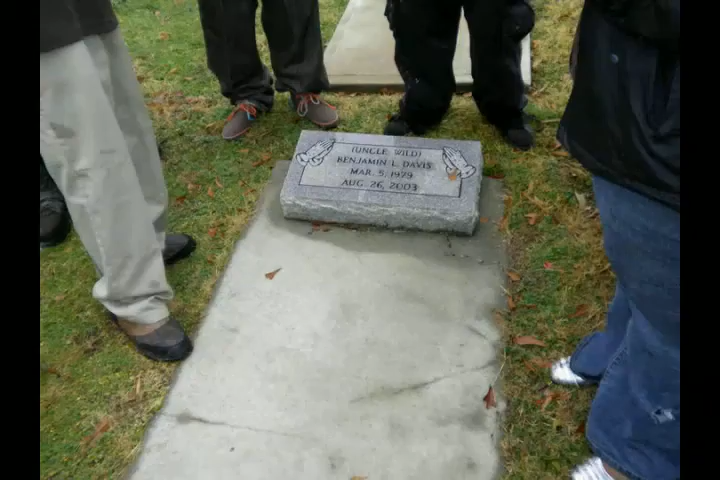 (UNCLE WILD)
BENJAMIN L. DAVIS
MAR. 5, 1979
AUG. 26, 2003